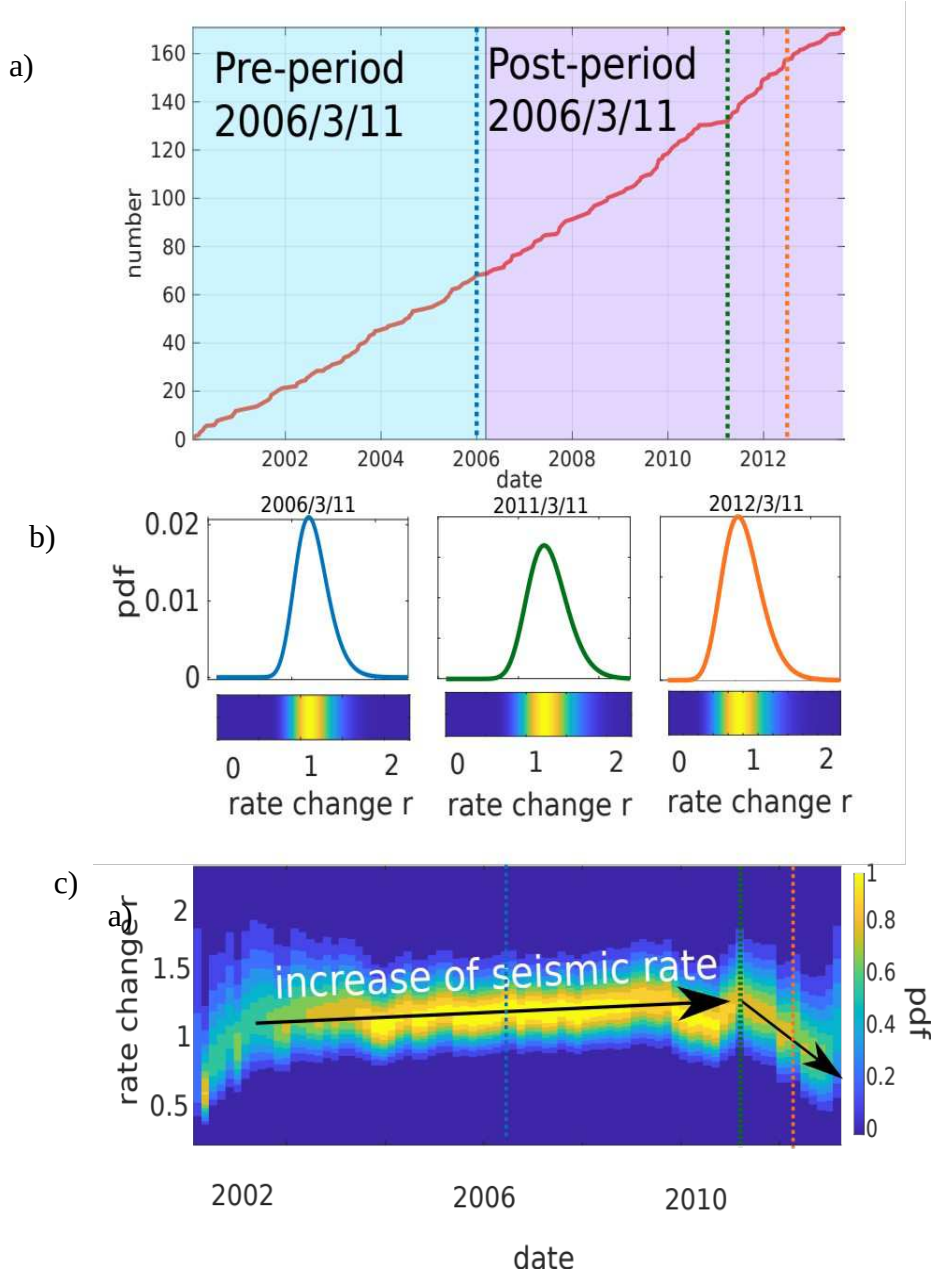 a)
Pre-period
2006/3/11
Post-period
2006/3/11
number
160
140
120
100
80
60
40
20
0
2002 2004 2006 2008 2010 2012
date
b)
2006/3/11 2011/3/11 2012/3/11
pdf
0.02
0.01
0
0 1 2 0 1 2 0 1 2
rate change r rate change r rate change r
c)
a)
rate change r
2
1.5
1
0.5
increase of seismic rate
1
0.8
0.6
0.4
0.2
0
pdf
2002 2006 2010
date